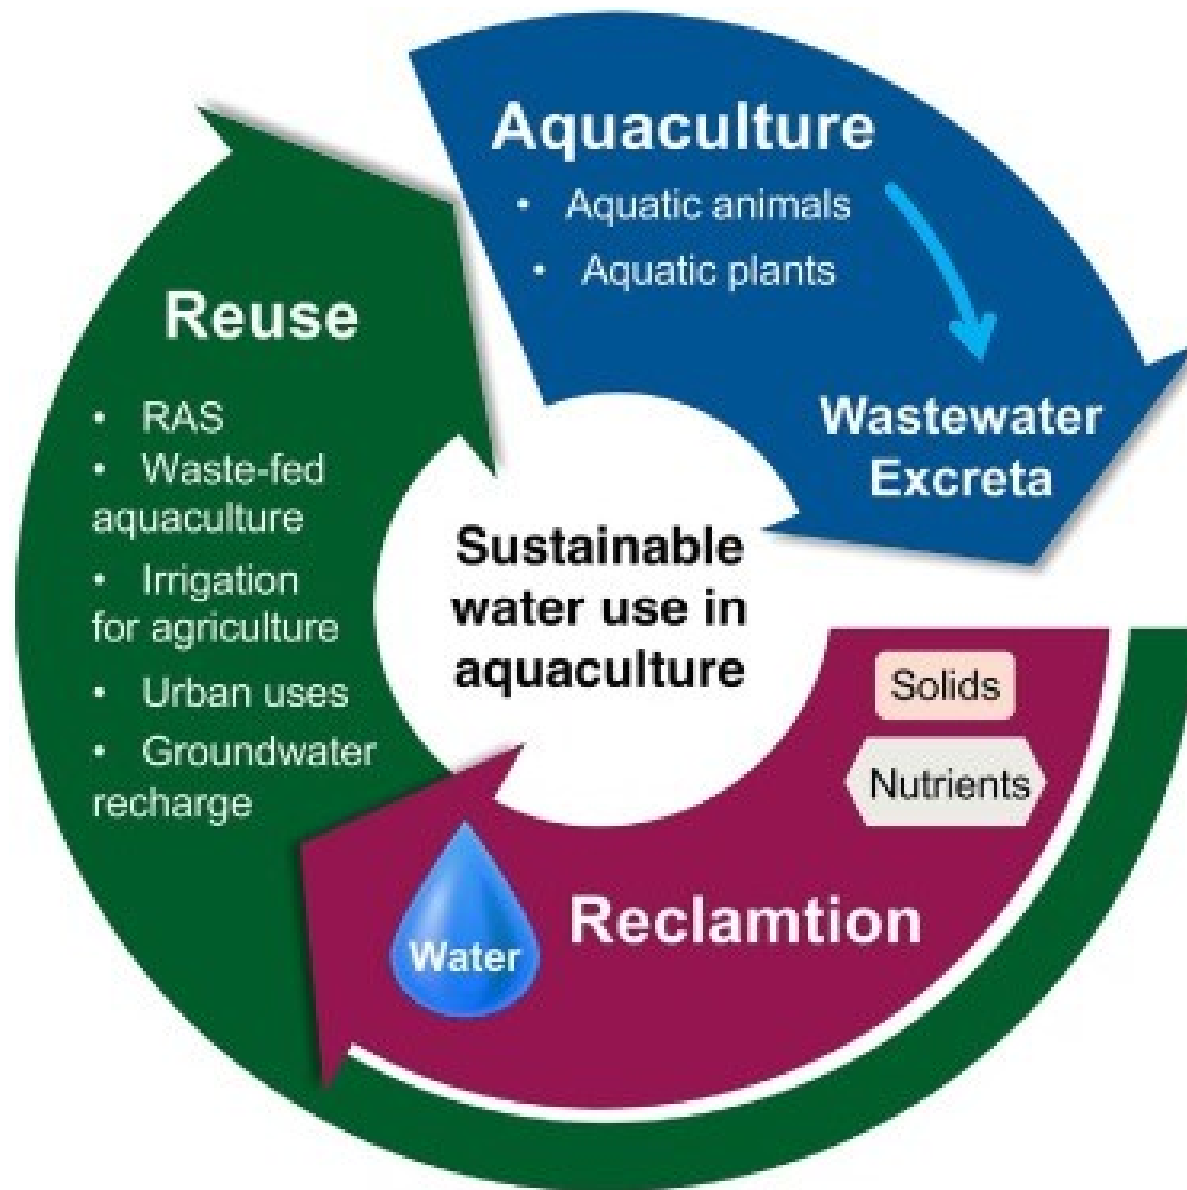 Aquaculture
• Aquatic animals
• Aquatic plants
Wastewater
Excreta
Reuse
• RAS
• Waste-fed
aquaculture
• Irrigation
for agriculture
• Urban uses
• Groundwater
recharge
Sustainable
water use in
aquaculture
Solids
Nutrients
Reclamtion
Water